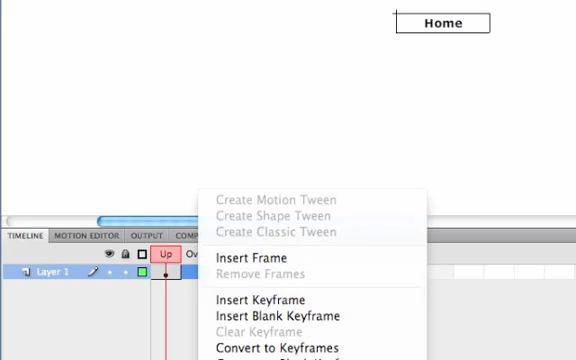 Home
Create Motion Tween
Create Shape Tween
Create Classic Tween
TIMELINE MOTION EDITOR OUTPUT
Up
Insert Frame
Layer 1
Remove Frames
Insert Keyframe
Insert Blank Keyframe
Clear Keyframe
Convert to Keyframes